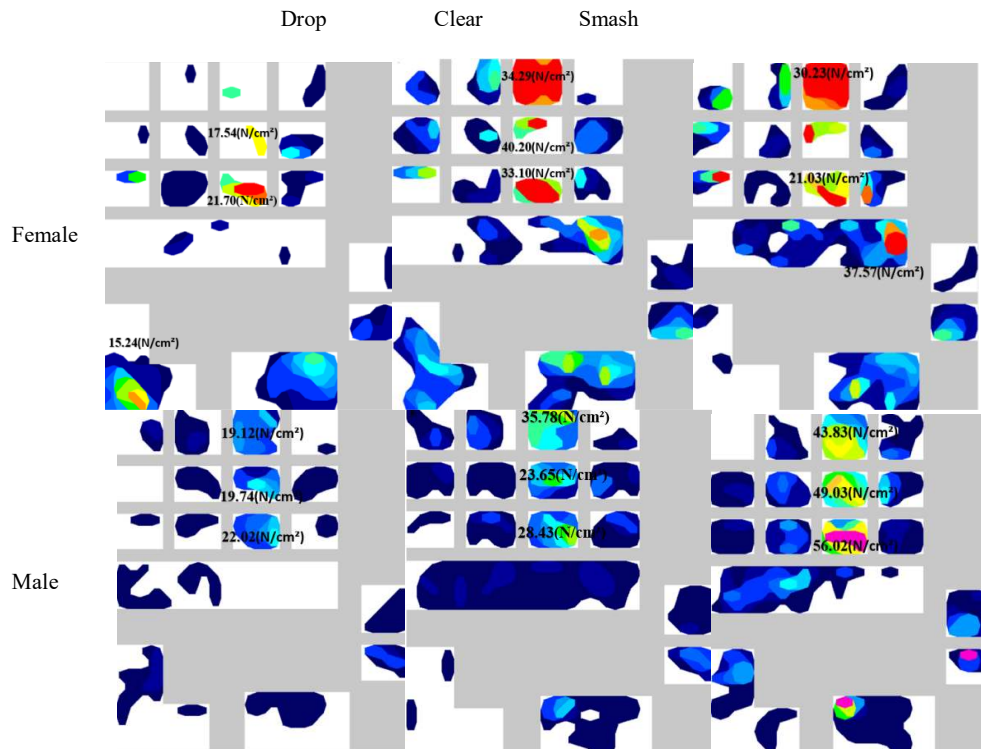 Drop Clear Smash
Female
17.54(N/cm²)
21.70(N/cm²)
15.24(N/cm²)
34.29(N/cm²)
40.20(N/cm²)
33.10(N/cm²)
30.23(N/cm²)
21.03(N/cm²)
37.57(N/cm²)
Male
19.12(N/cm²)
19.74(N/cm²)
22.02(N/cm²)
35.78(N/cm²)
23.65(N/cm²)
28.43(N/cm²)
43.83(N/cm²)
49.03(N/cm²)
56.02(N/cm²)